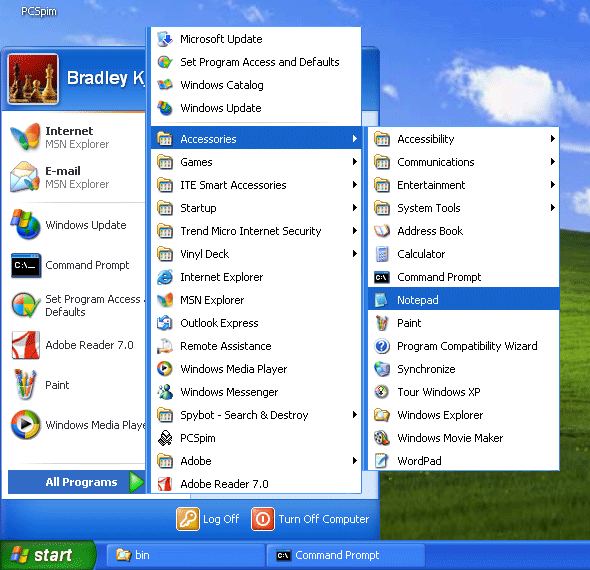 PCSpim
Bradley Kj
Internet
MSN Explorer
E-mail
MSN Explorer
Windows Update
Command Prompt
Set Program Access
Defaults
Adobe Reader 7.0
Paint
Windows Media Playe
All Programs
Microsoft Update
Set Program Access and Defaults
Windows Catalog
Windows Update
Accessories
Games
ITE Smart Accessories
Startup
Trend Micro Internet Security
Vinyl Deck
Internet Explorer
MSN Explorer
Outlook Express
Remote Assistance
Windows Media Player
Windows Messenger
Spybot - Search & Destroy
PCSpim
Adobe
Adobe Reader 7.0
Accessibility
Communications
Entertainment
System Tools
Address Book
Calculator
Command Prompt
Notepad
Paint
Program Compatibility Wizard
Synchronize
Tour Windows XP
Windows Explorer
Windows Movie Maker
WordPad
Log Off
Turn Off Computer
start
bin
Command Prompt